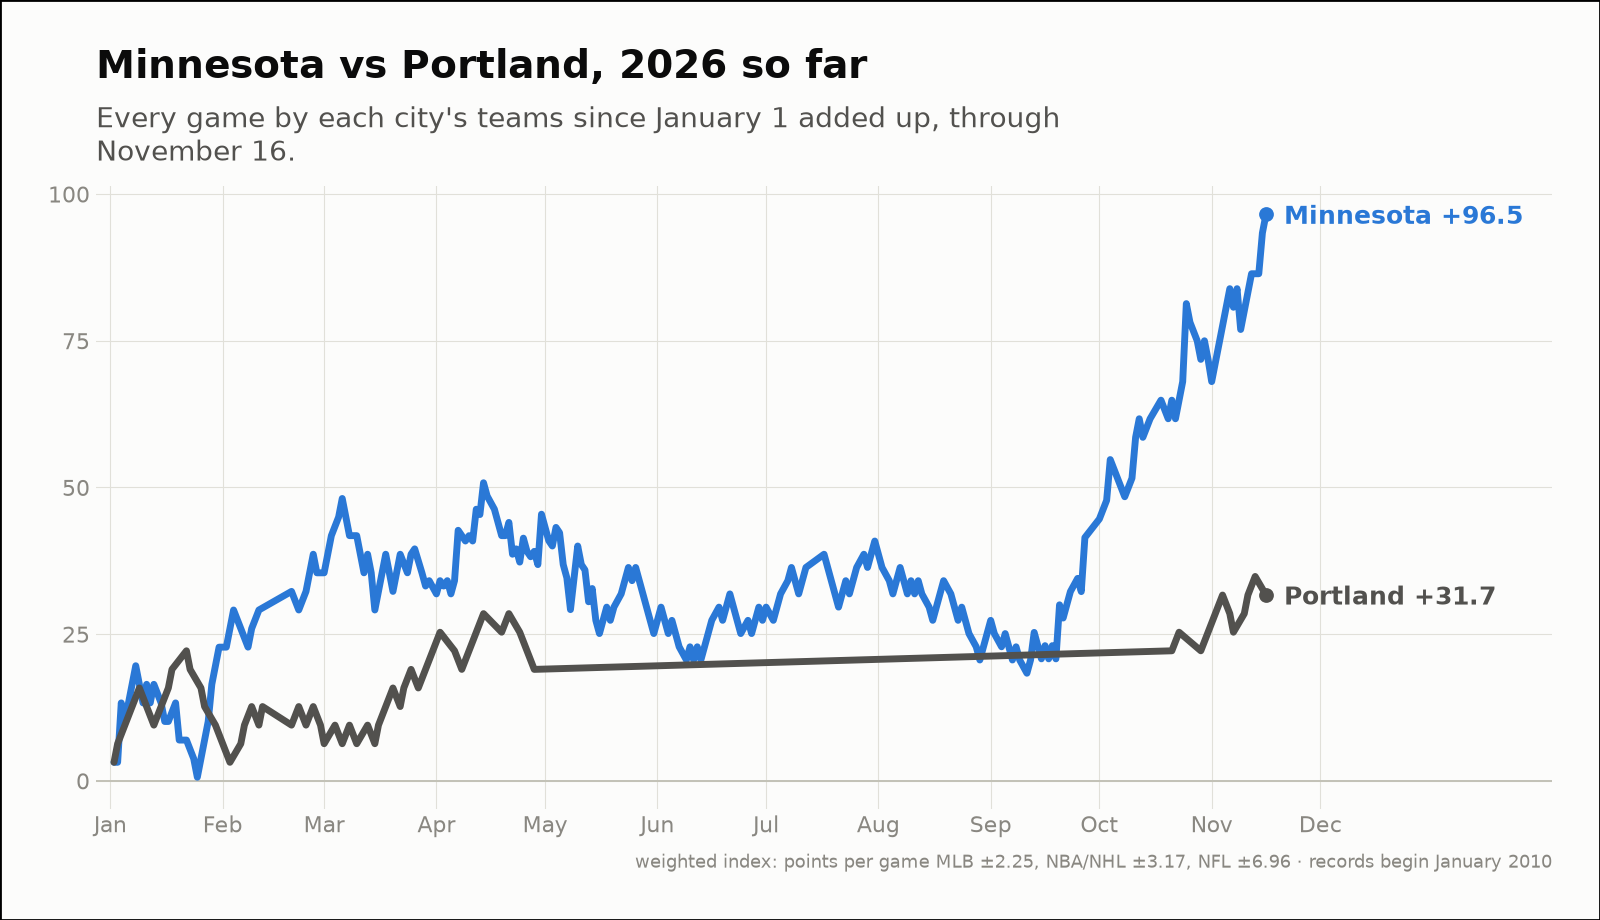 Minnesota vs Portland, 2026 so far
Every game by each city's teams since January 1 added up, through
November 16.
100
75
50
25
0
Minnesota +96.5
Portland +31.7
Jan Feb Mar Apr May Jun Jul Aug Sep Oct Nov Dec
weighted index: points per game MLB ±2.25, NBA/NHL ±3.17, NFL ±6.96 · records begin January 2010